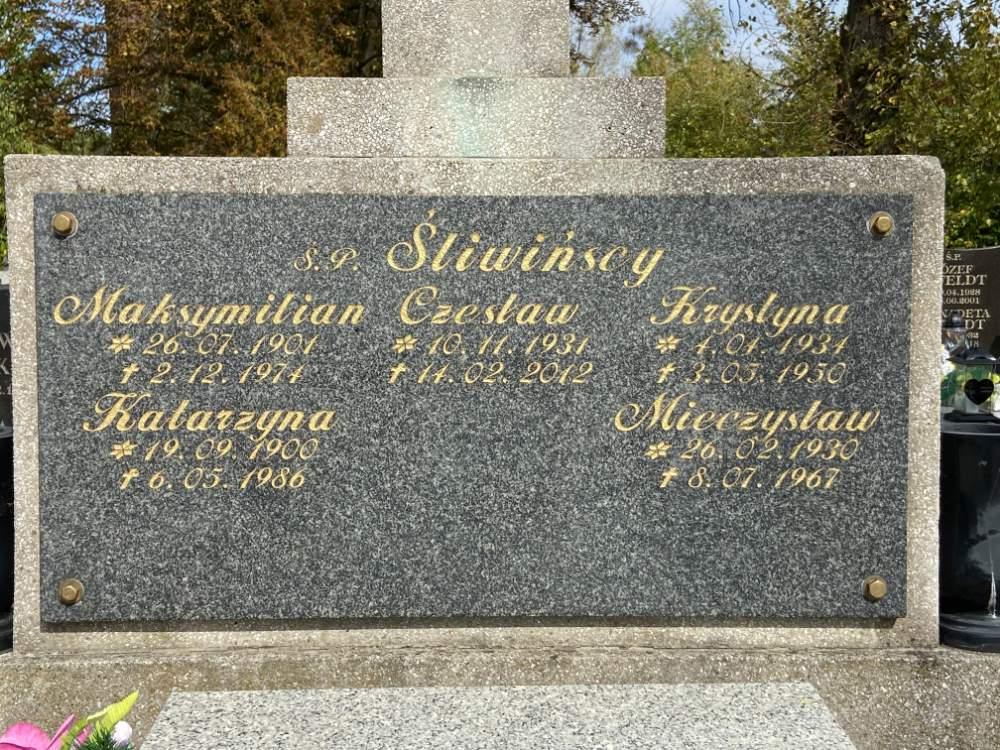 Ś.P. Śliwińscy
Maksymilian
* 26.07.1901
✝ 2.12.1974
Katarzyna
* 19.09.1900
✝ 6.05.1986
Czesław
* 10.11.1931
✝ 14.02.2012
Krystyna
* 4.01.1934
✝ 3.05.1950
Mieczysław
* 26.02.1930
✝ 8.07.1967
Ś.P.